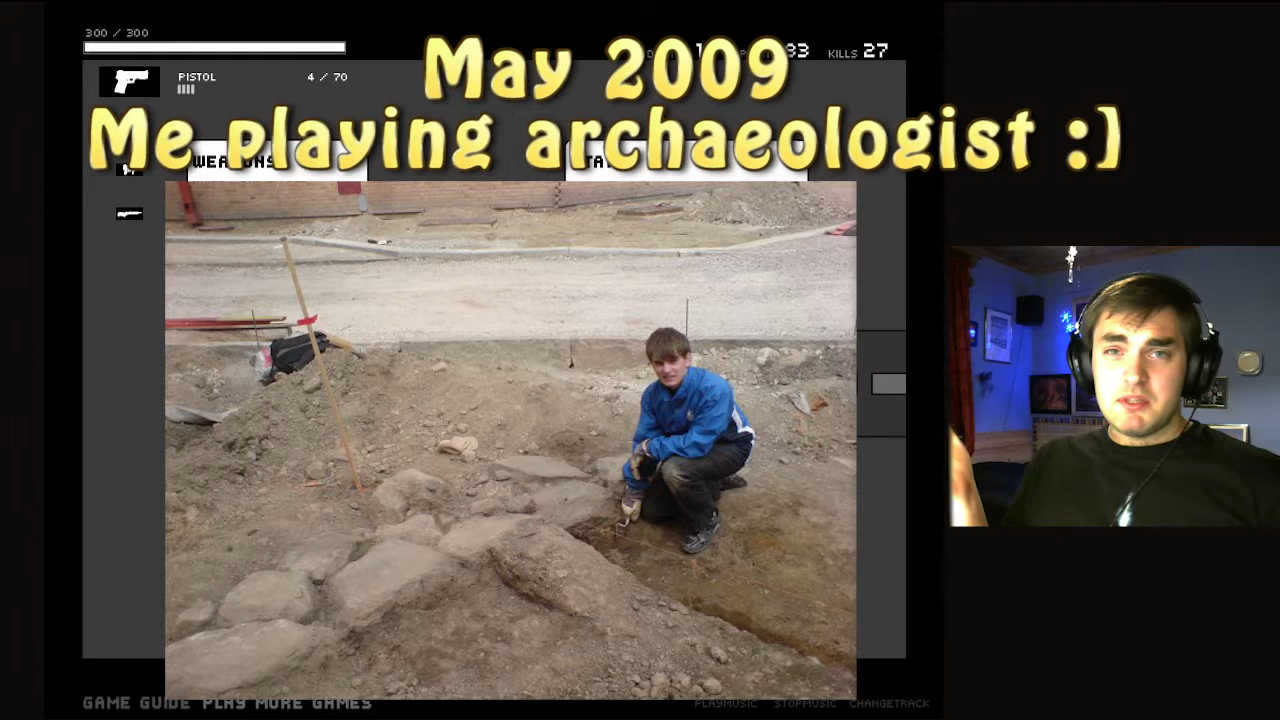 300 / 300
May 2009
KILLS 27
PISTOL 4 / 70
Me playing archaeologist :)
WEAPONS
GAME GUIDE PLAY MORE GAMES
PLAYMUSIC STOPMUSIC CHANGETRACK